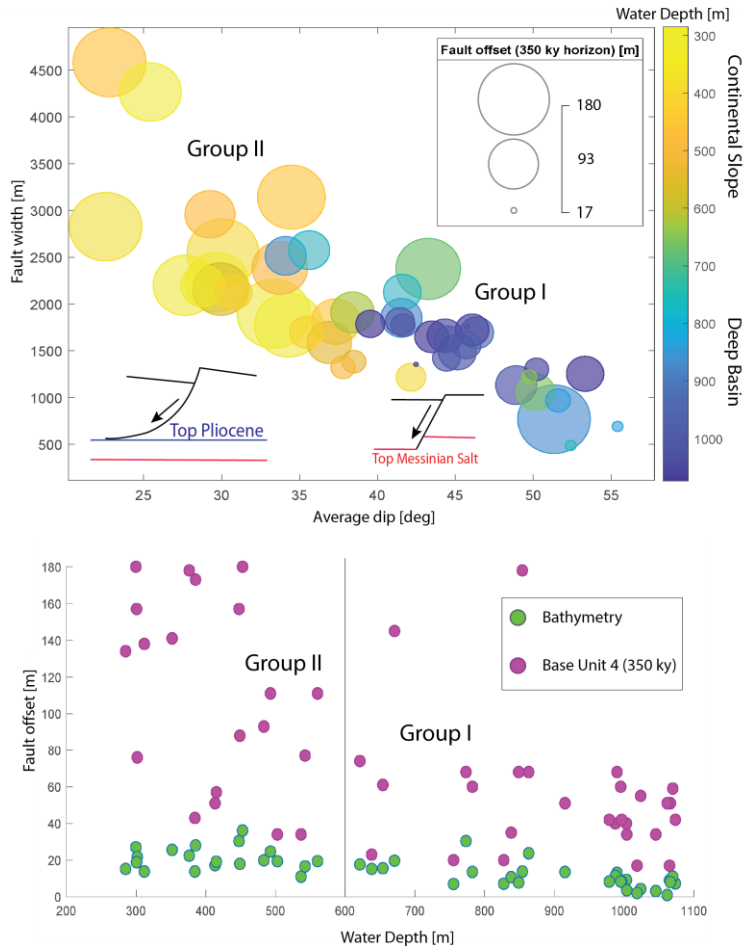 Water Depth [m]
Fault offset (350 ky horizon) [m]
180
93
17
Group II
Group I
4500
4000
3500
3000
2500
2000
1500
1000
500
Fault width [m]
Top Pliocene
Top Messinian Salt
25
30
35
40
45
50
55
Average dip [deg]
300
400
500
600
700
800
900
1000
Continental Slope
Deep Basin
180
160
140
120
100
80
60
40
20
0
Fault offset [m]
Group II
Group I
Bathymetry
Base Unit 4 (350 ky)
200
300
400
500
600
700
800
900
1000
1100
Water Depth [m]